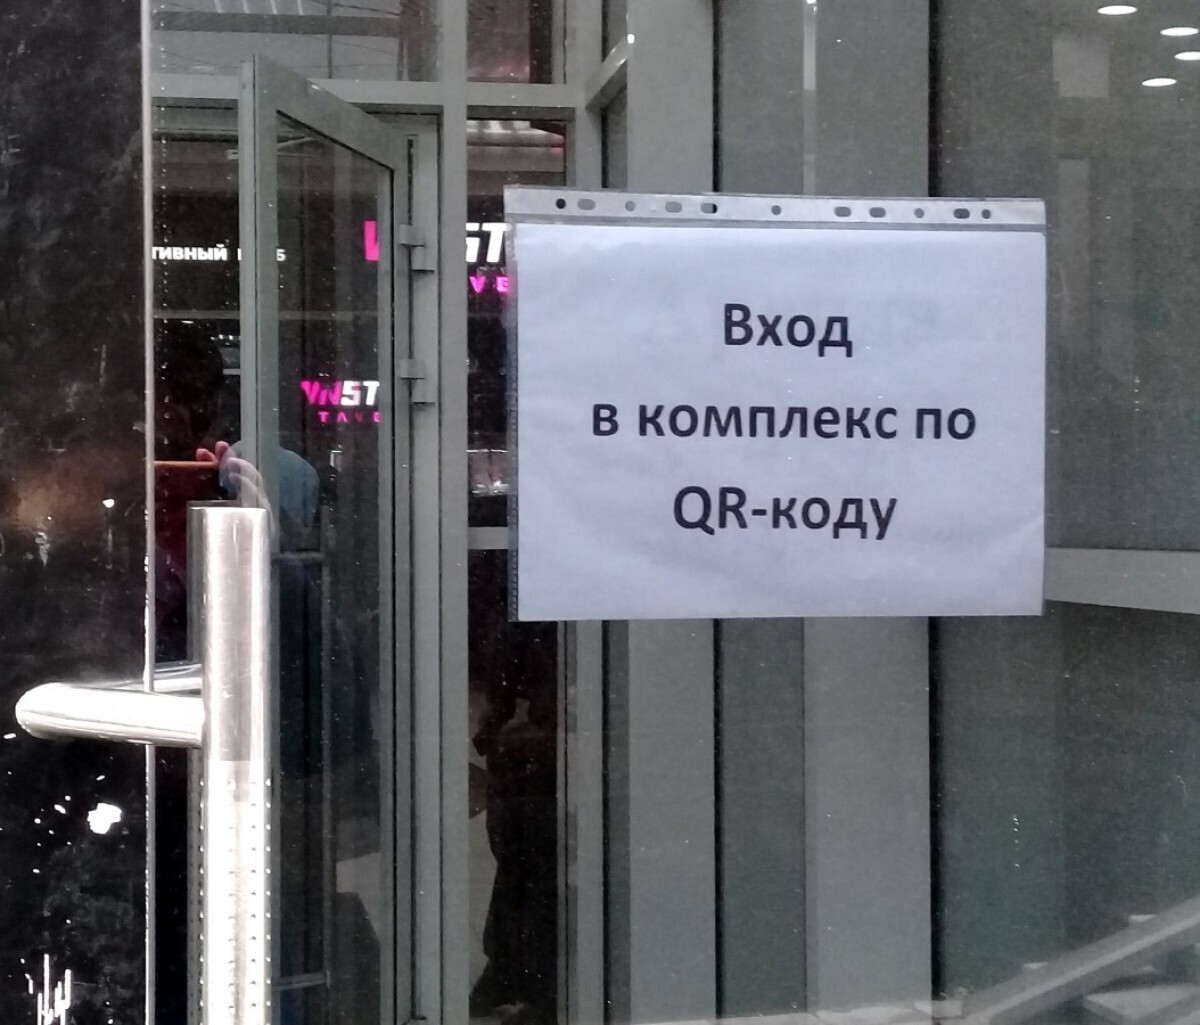 Вход
в комплекс по
QR-коду